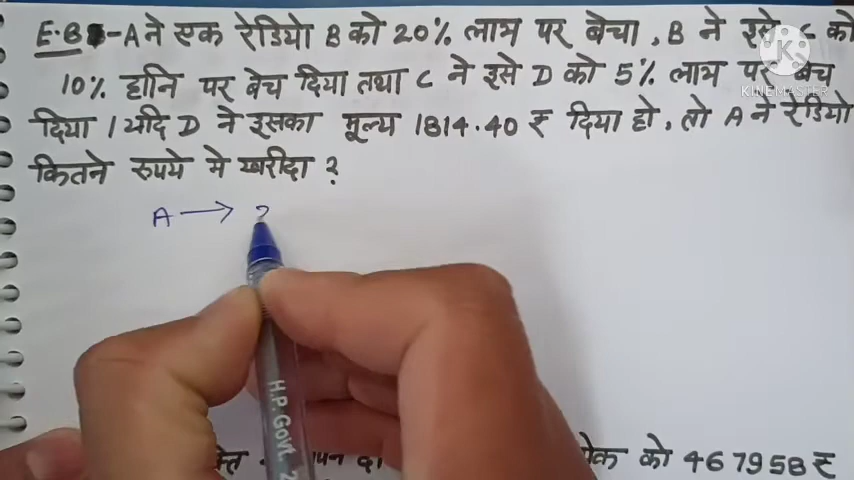 E.B-A ने एक रेडियो B को 20% लाभ पर बेचा, B ने इसे C को
10% हानि पर बेच दिया तथा C ने इसे D को 5% लाभ पर बेच
दिया। यदि D ने इसका मूल्य 1814.40 ₹ दिया हो, तो A ने रेडियो
कितने रुपये मे खरीदा ?
A → ?
को 467958 ₹
KINEMASTER
H.P. Govt.